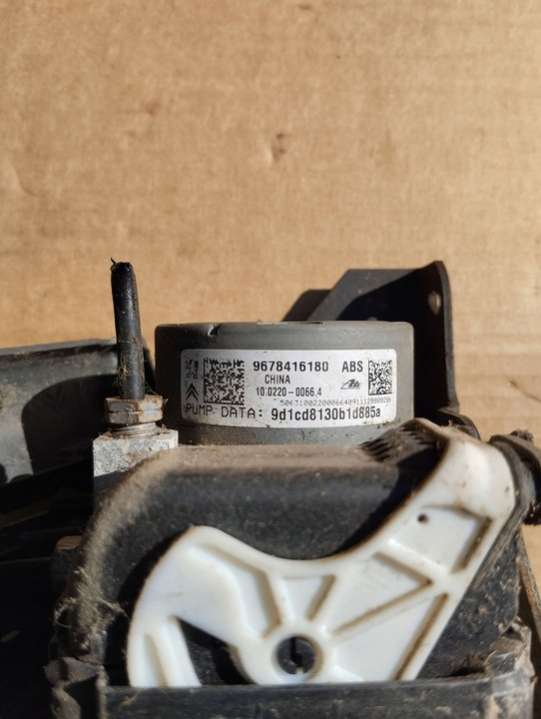 9678416180 ABS
CHINA
10.0220-0066.4
PUMP DATA: 9d1cd8130b1d885a